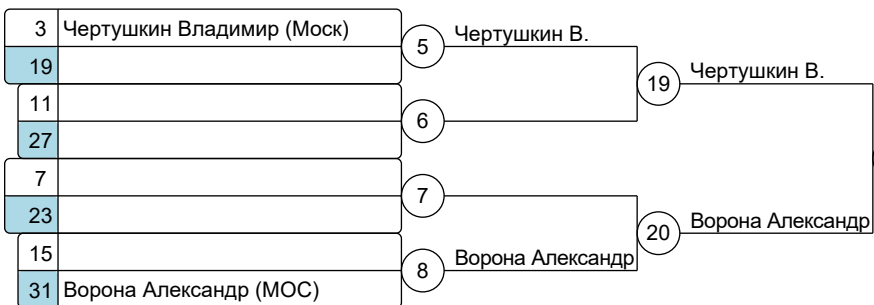 3 Чертушкин Владимир (Моск)
5 Чертушкин В.
19
19 Чертушкин В.
11
6
27
7
7
23
20 Ворона Александр
15
8 Ворона Александр
31 Ворона Александр (МОС)